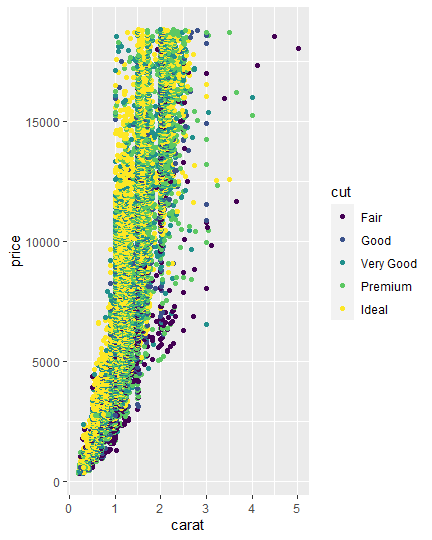 price
15000
10000
5000
0
0 1 2 3 4 5
carat
cut
Fair
Good
Very Good
Premium
Ideal